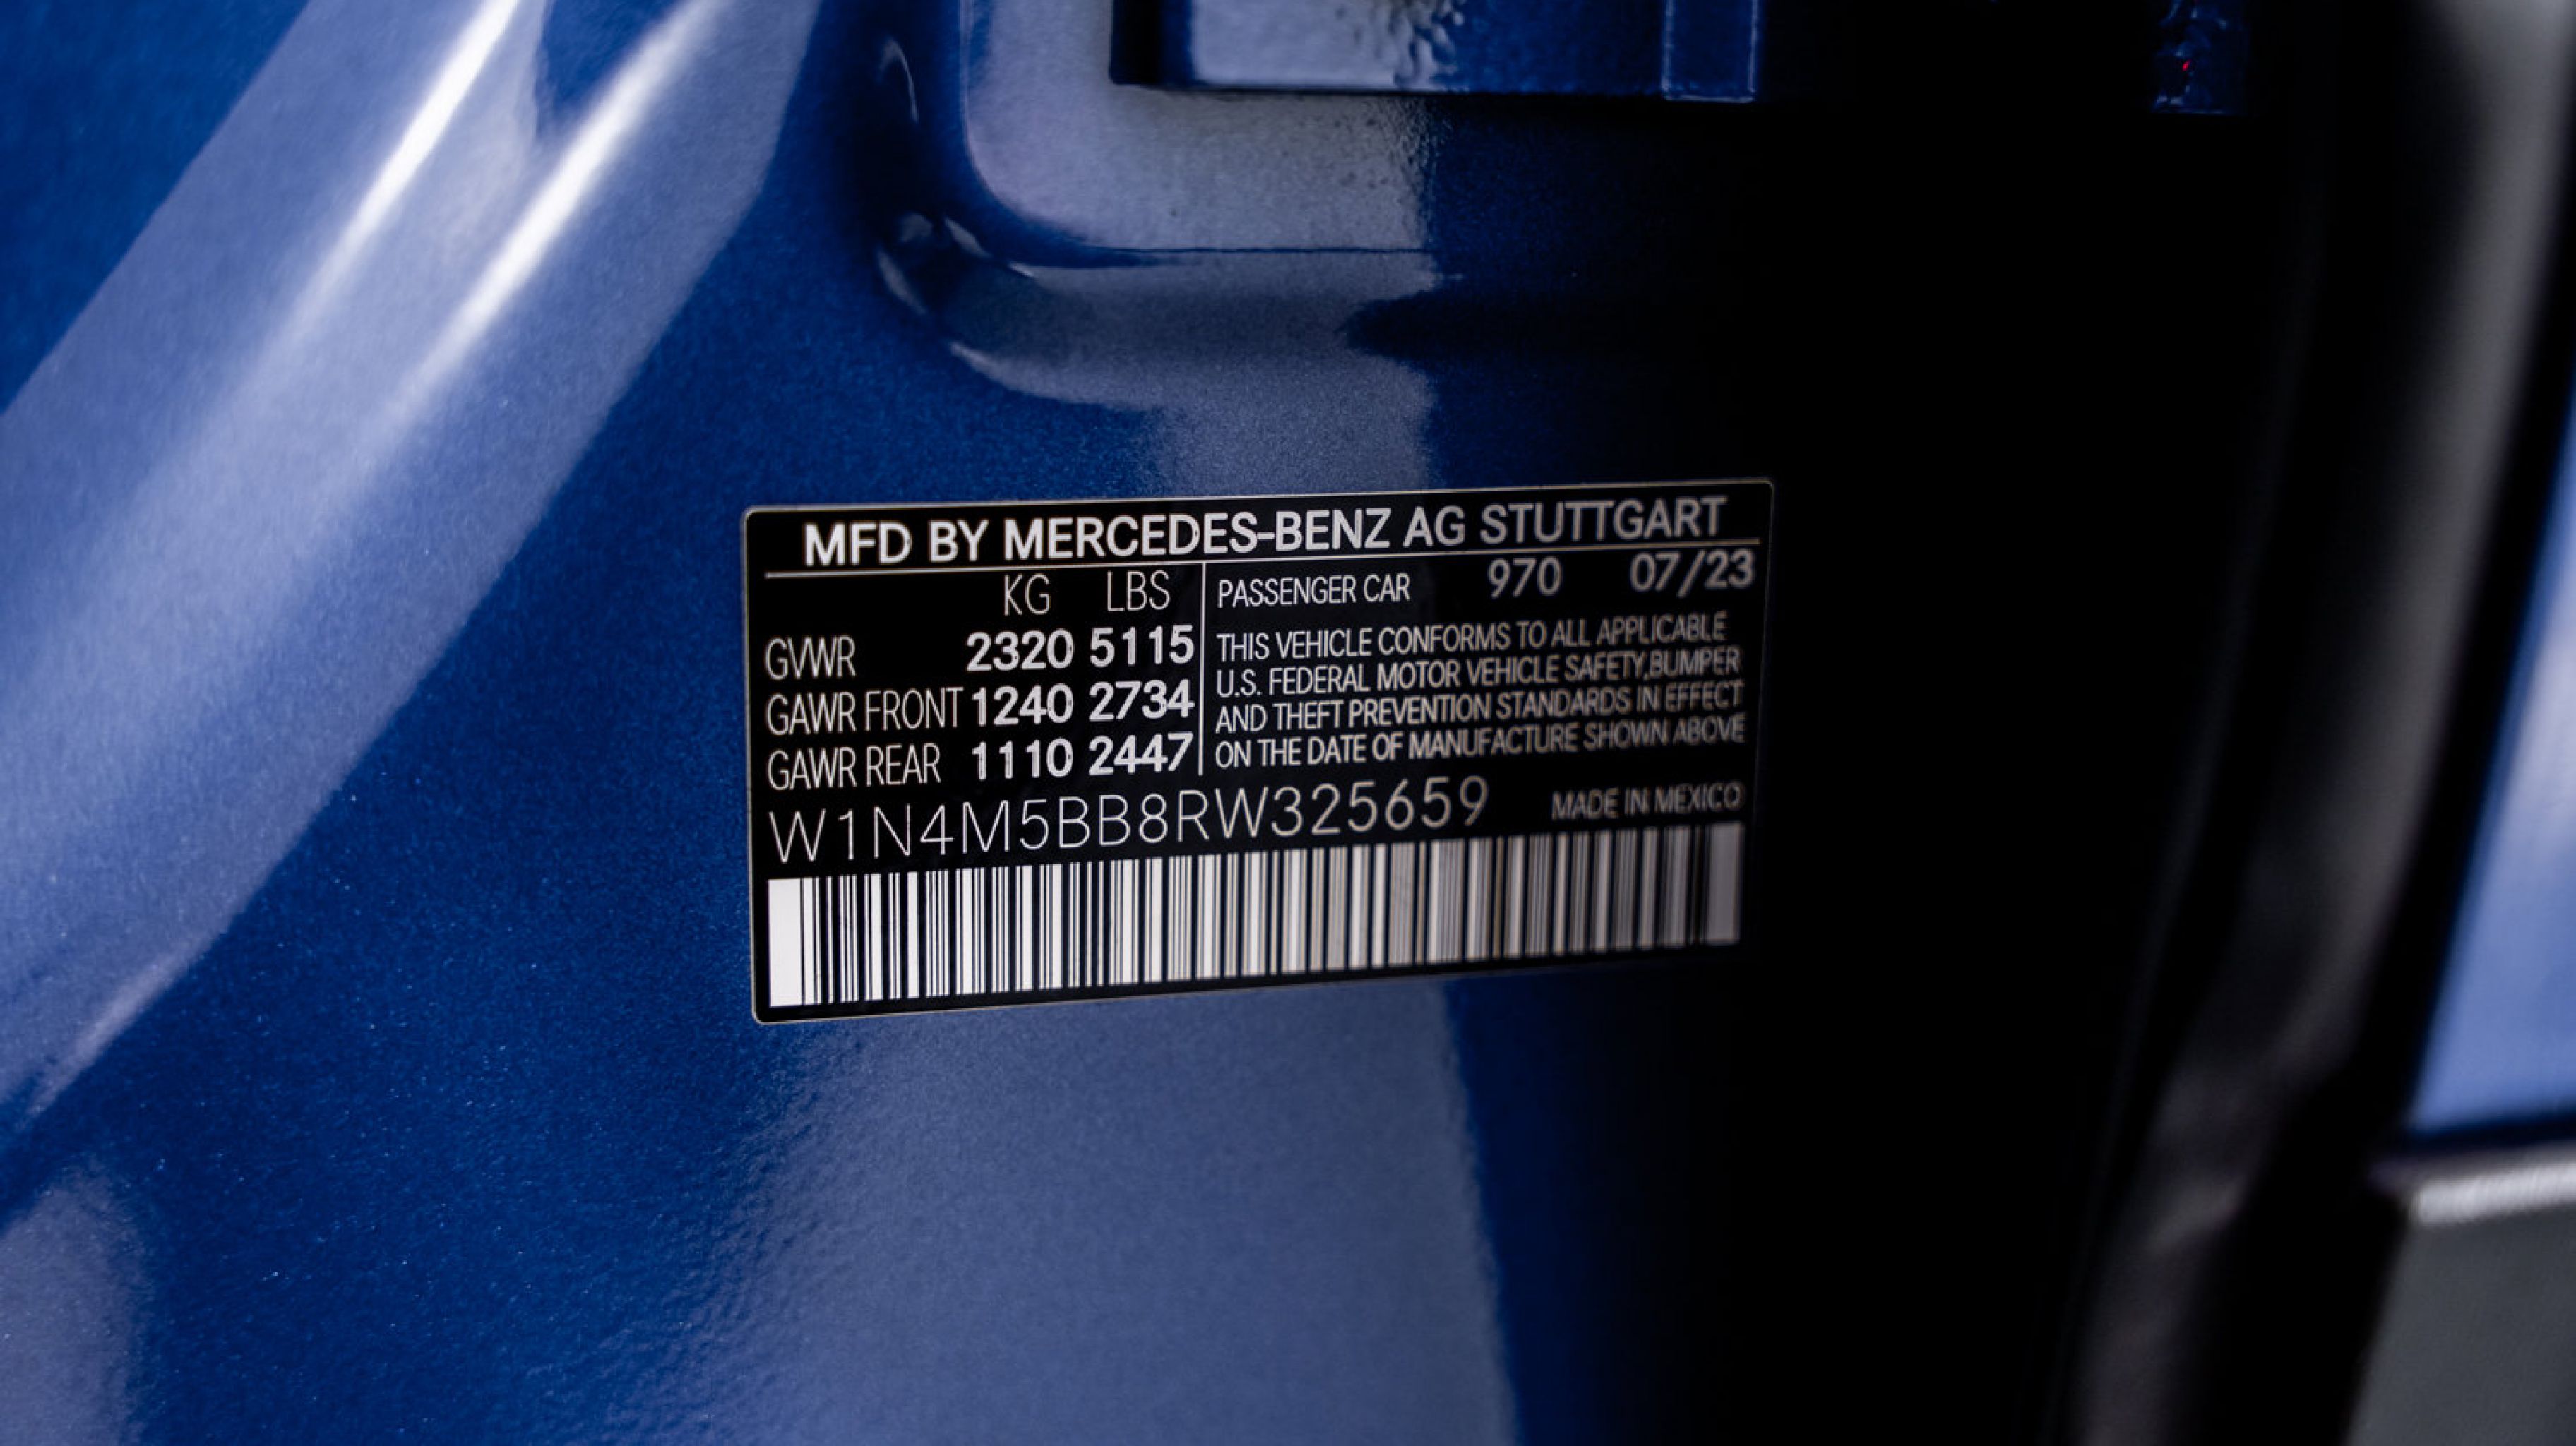 MFD BY MERCEDES-BENZ AG STUTTGART
KG LBS
GVWR 2320 5115
GAWR FRONT 1240 2734
GAWR REAR 1110 2447
PASSENGER CAR 970 07/23
THIS VEHICLE CONFORMS TO ALL APPLICABLE
U.S. FEDERAL MOTOR VEHICLE SAFETY,BUMPER
AND THEFT PREVENTION STANDARDS IN EFFECT
ON THE DATE OF MANUFACTURE SHOWN ABOVE
W1N4M5BB8RW325659 MADE IN MEXICO